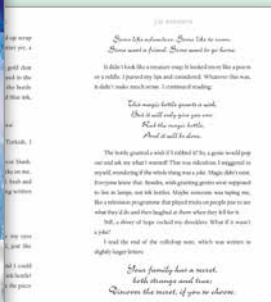 Some like adventure. Some like to roam.
Some want a friend. Some want to go home.
It didn't look like a treasure map. It looked more like a poem
or a riddle. I pursed my lips and considered. Whatever this was,
it didn't make much sense. I continued reading:
This magic bottle grants a wish,
But it will only give you one
Rub the magic bottle,
And it will be done.
The bottle granted a wish if I rubbed it? So, a genie would pop
out and ask my what I wanted? That was ridiculous. I sniggered to
myself, wondering if the whole thing was a joke. Magic didn't exist.
Everyone knew that. Besides, wish-granting genies were supposed
to live in lamps, not ink bottles. Maybe someone was taping me,
like a television programme that played tricks on people just to see
what they'd do and then laughed at them when they fell for it.
Still, a shiver of hope rocked my shoulders. What if it wasn't
a joke?
I read the end of the rolled-up note, which was written in
slightly larger letters:
Your family has a secret,
both strange and true;
Discover the secret, if you so choose.